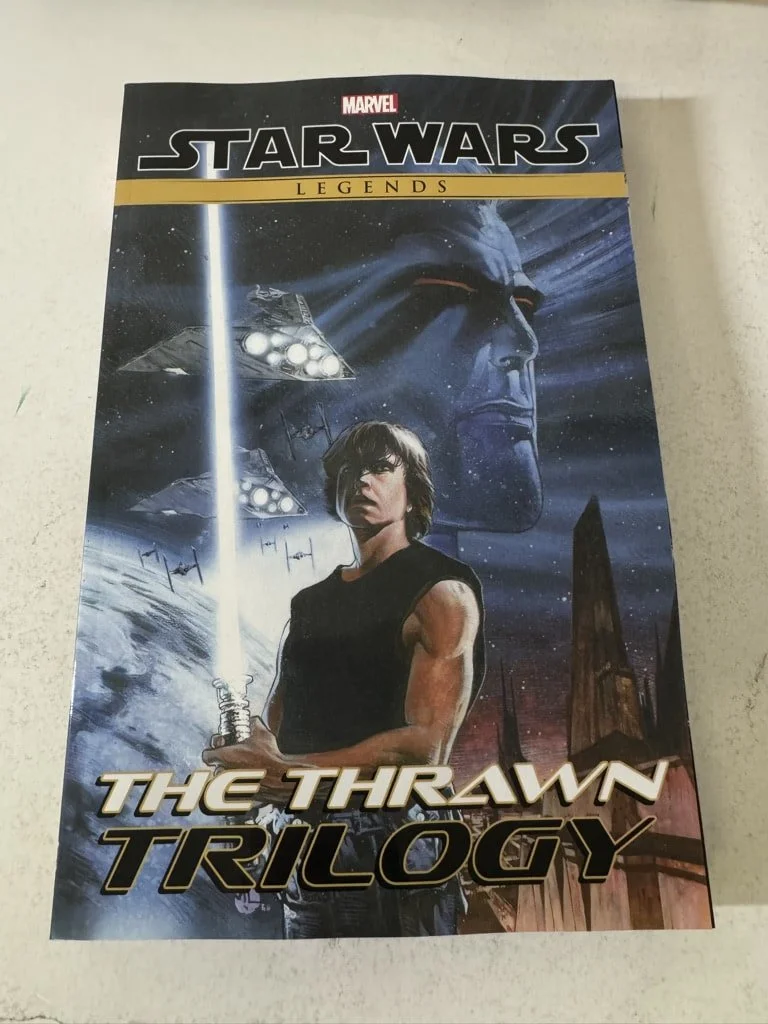 MARVEL
STAR WARS
LEGENDS
THE THRAWN
TRILOGY